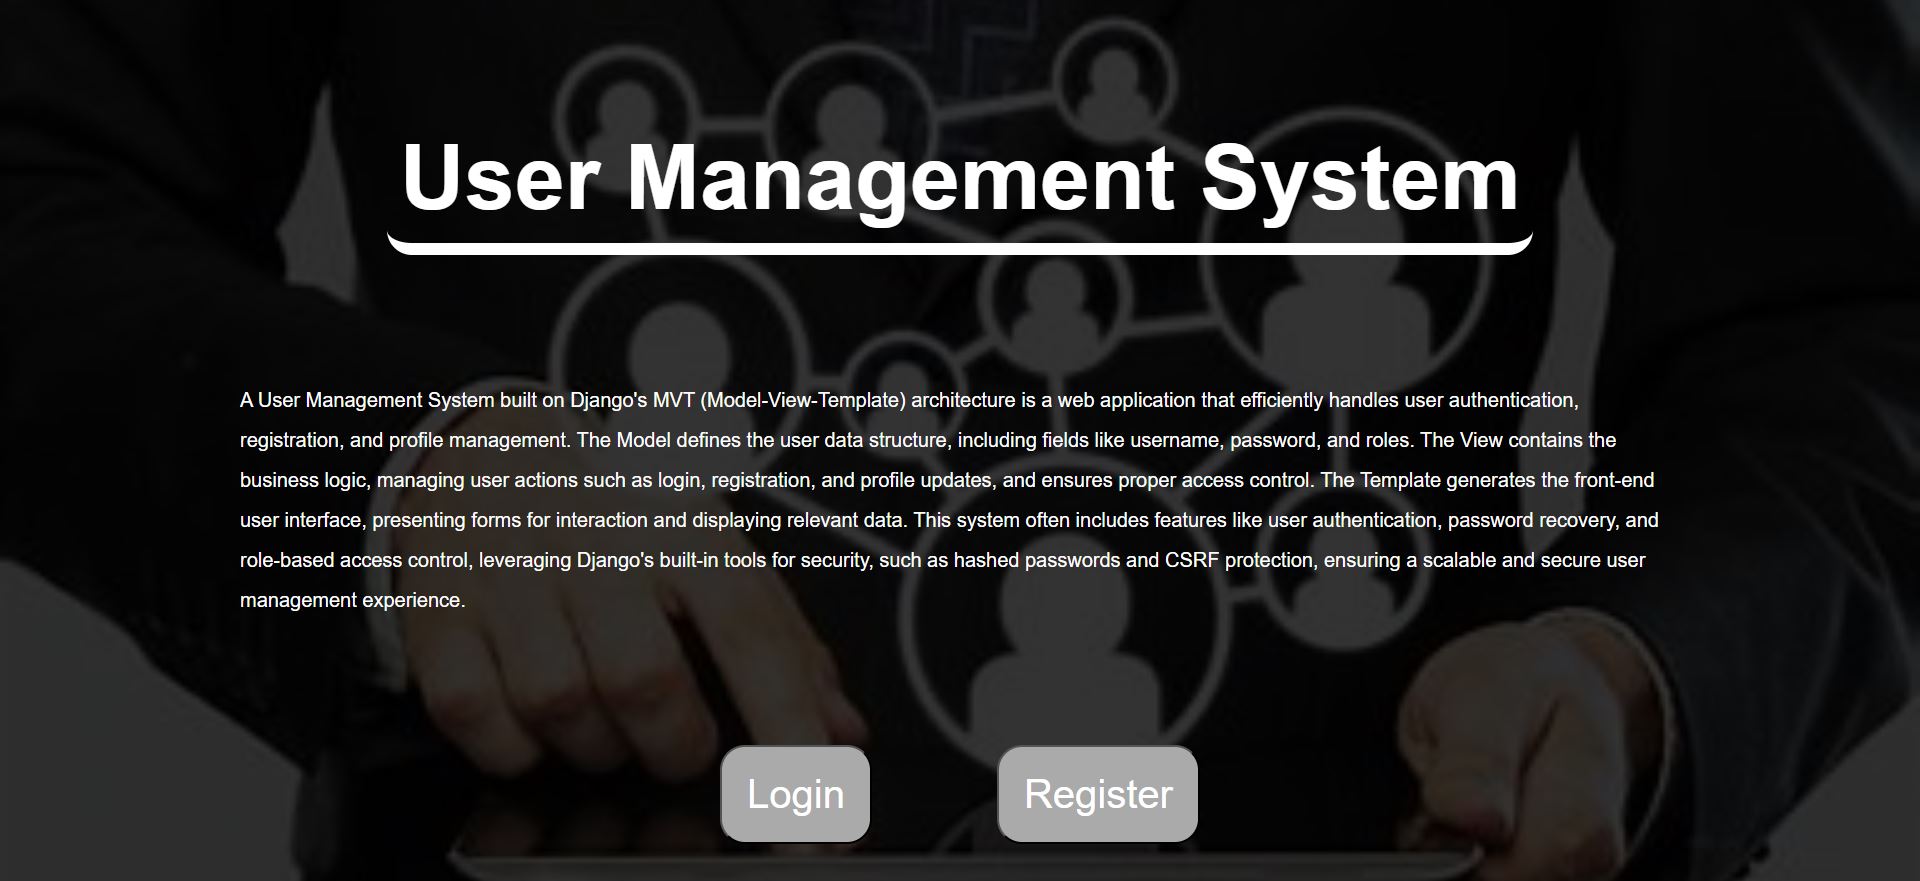 User Management System
A User Management System built on Django's MVT (Model-View-Template) architecture is a web application that efficiently handles user authentication,
registration, and profile management. The Model defines the user data structure, including fields like username, password, and roles. The View contains the
business logic, managing user actions such as login, registration, and profile updates, and ensures proper access control. The Template generates the front-end
user interface, presenting forms for interaction and displaying relevant data. This system often includes features like user authentication, password recovery, and
role-based access control, leveraging Django's built-in tools for security, such as hashed passwords and CSRF protection, ensuring a scalable and secure user
management experience.
Login
Register